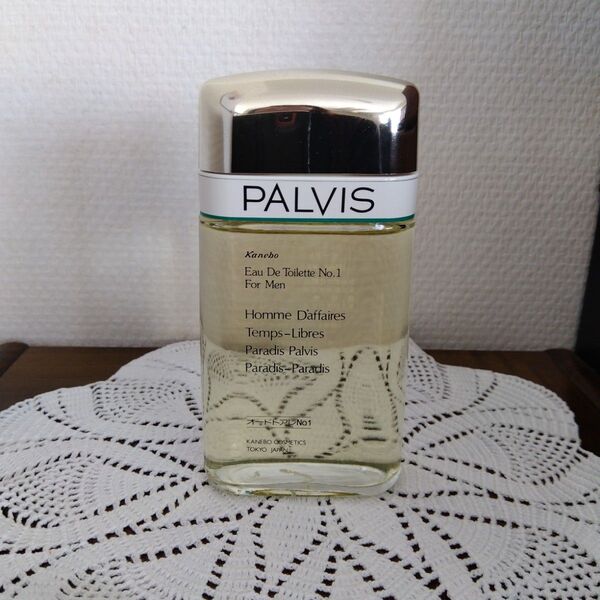 PALVIS
Kanebo
Eau De Toilette No.1
For Men
Homme D'affaires
Temps-Libres
Paradis Palvis
Paradis-Paradis
オードトアレNo1
KANEBO COSMETICS
TOKYO JAPAN